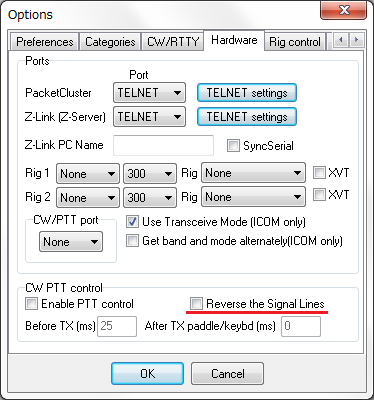 Options
Preferences Categories CW/RTTY Hardware Rig control
Ports
Port
PacketCluster TELNET TELNET settings
Z-Link (Z-Server) TELNET TELNET settings
Z-Link PC Name SyncSerial
Rig 1 None 300 Rig None XVT
Rig 2 None 300 Rig None XVT
CW/PTT port
None
Use Transceive Mode (ICOM only)
Get band and mode alternately(ICOM only)
CW PTT control
Enable PTT control Reverse the Signal Lines
Before TX (ms) 25 After TX paddle/keybd (ms) 0
OK Cancel